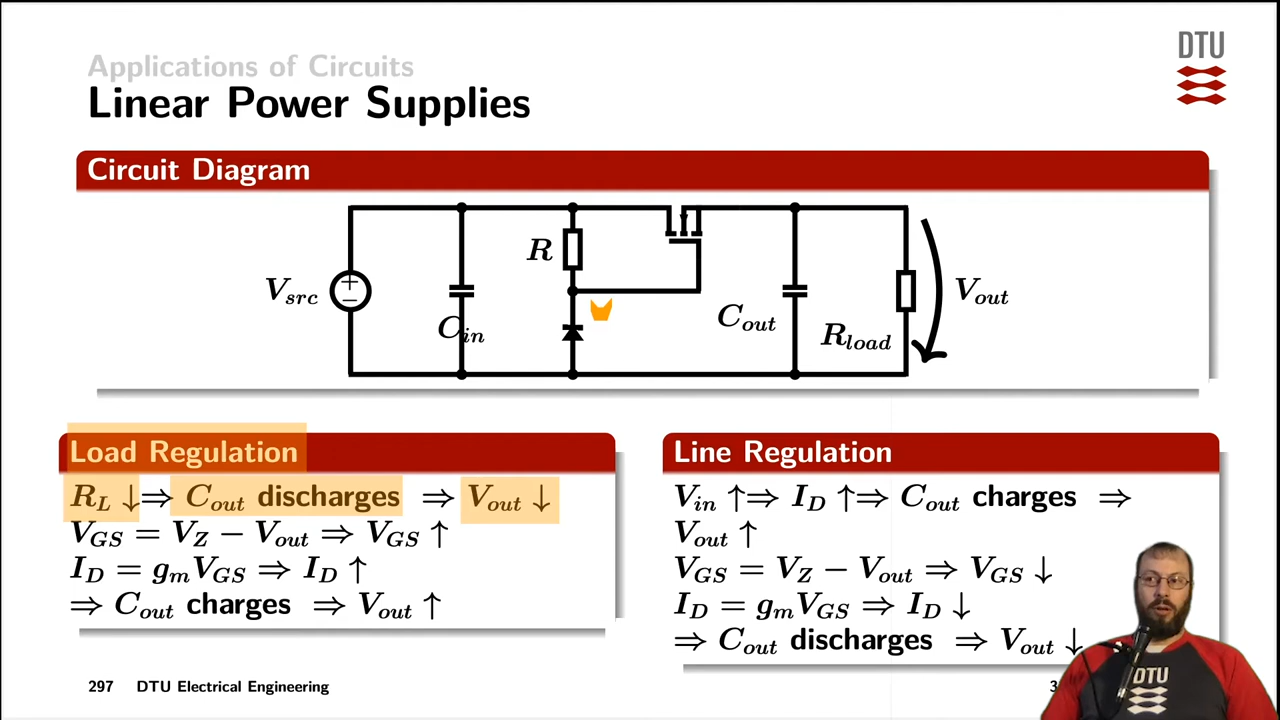 Applications of Circuits
DTU
Linear Power Supplies
Circuit Diagram
R
V_src
+
−
C_in
C_out
R_load
V_out
Load Regulation
R_L ↓⇒ C_out discharges ⇒ V_out ↓
V_GS = V_Z − V_out ⇒ V_GS ↑
I_D = g_m V_GS ⇒ I_D ↑
⇒ C_out charges ⇒ V_out ↑
Line Regulation
V_in ↑⇒ I_D ↑⇒ C_out charges ⇒
V_out ↑
V_GS = V_Z − V_out ⇒ V_GS ↓
I_D = g_m V_GS ⇒ I_D ↓
⇒ C_out discharges ⇒ V_out ↓
297 DTU Electrical Engineering
DTU